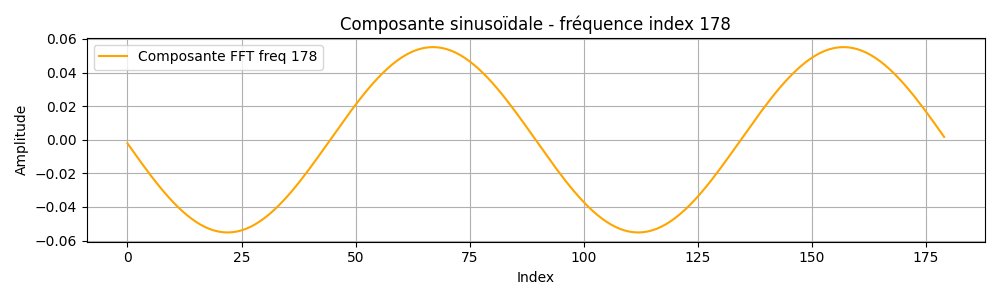 Composante sinusoïdale - fréquence index 178
Composante FFT freq 178
0.06
0.04
0.02
0.00
−0.02
−0.04
−0.06
Amplitude
0 25 50 75 100 125 150 175
Index